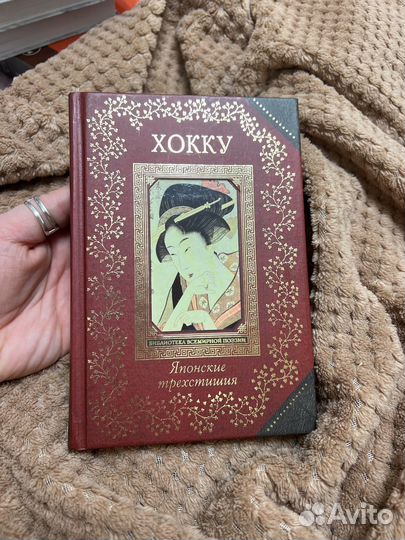 ХОККУ
БИБЛИОТЕКА ВСЕМИРНОЙ ПОЭЗИИ
Японские
трехстишия
Avito